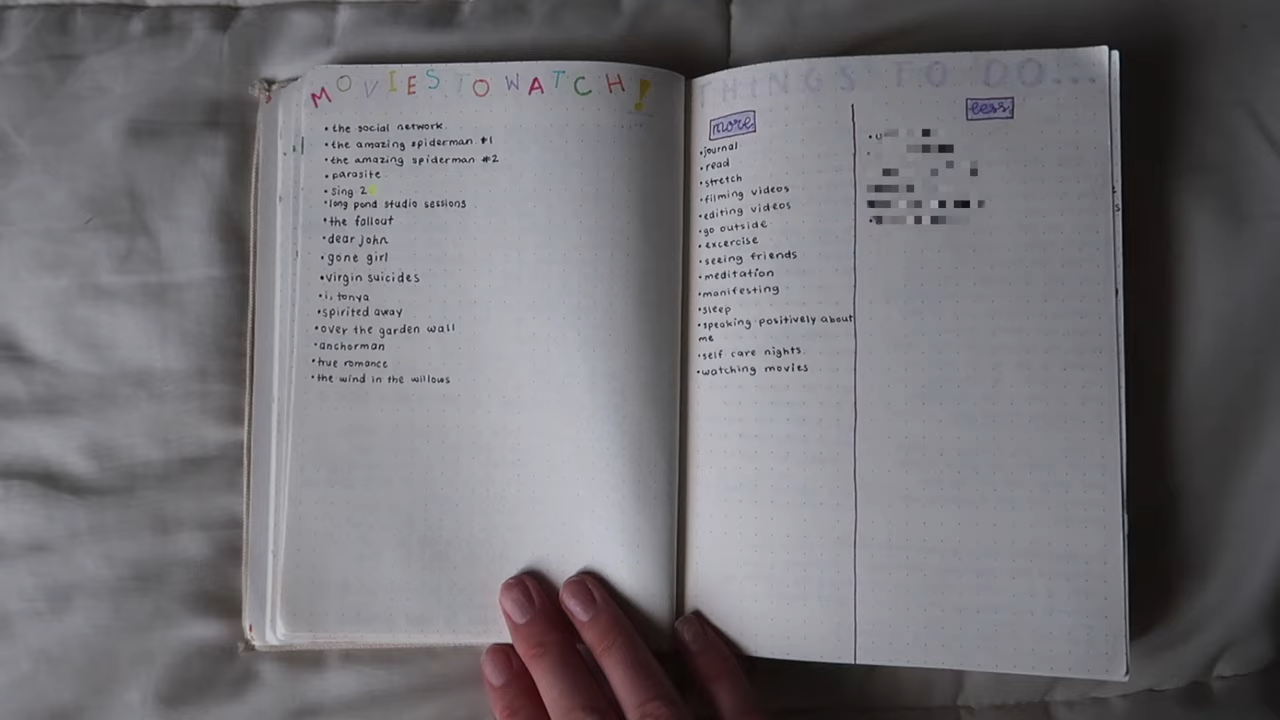 MOVIES TO WATCH!
• the social network
• the amazing spiderman #1
• the amazing spiderman #2
• parasite
• sing 2
• long pond studio sessions
• the fallout
• dear john
• gone girl
• virgin suicides
• i, tonya
• spirited away
• over the garden wall
• anchorman
• true romance
• the wind in the willows
THINGS TO DO...
more
• journal
• read
• stretch
• filming videos
• editing videos
• go outside
• excercise
• seeing friends
• meditation
• manifesting
• sleep
• speaking positively about
me
• self care nights
• watching movies
less